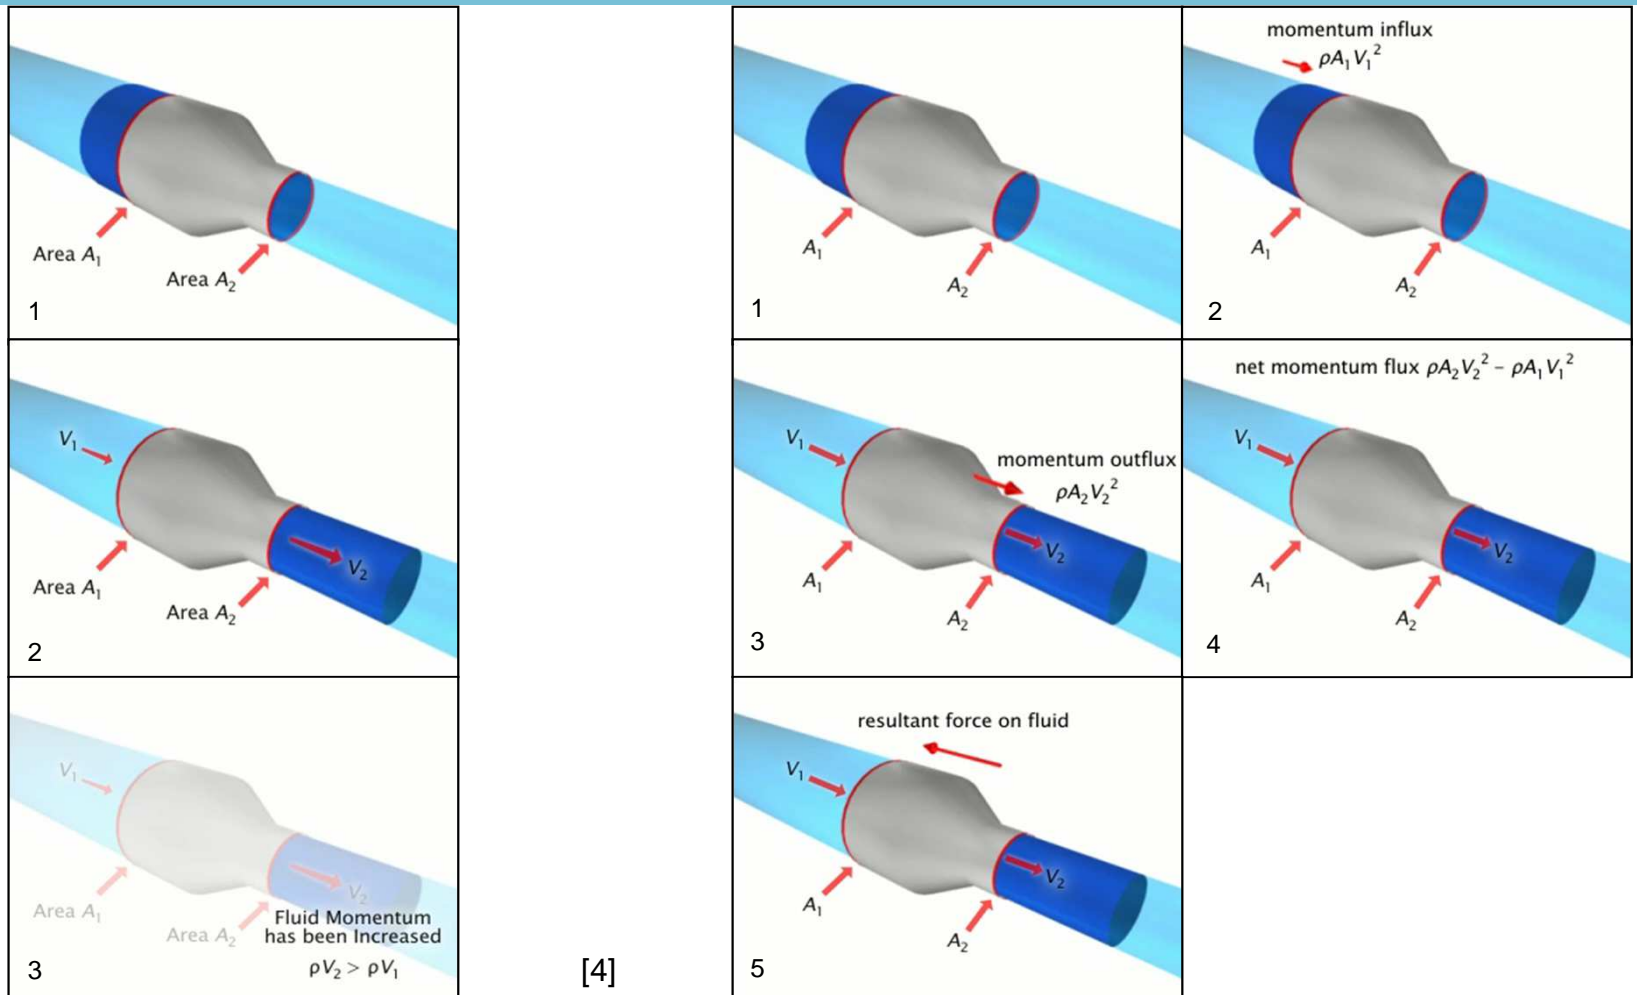 Area A₁
Area A₂
1
V₁
V₂
Area A₁
Area A₂
2
V₁
V₂
Area A₁
Area A₂
Fluid Momentum
has been Increased
ρV₂ > ρV₁
3
[4]
A₁
A₂
1
momentum influx
ρA₁V₁²
A₁
A₂
2
V₁
momentum outflux
ρA₂V₂²
V₂
A₁
A₂
3
net momentum flux ρA₂V₂² – ρA₁V₁²
V₁
V₂
A₁
A₂
4
resultant force on fluid
V₁
V₂
A₁
A₂
5